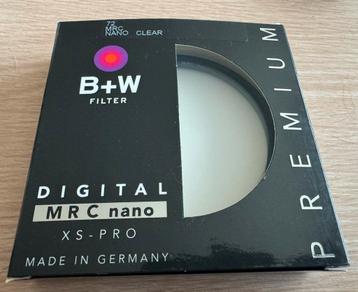 72
MRC
NANO CLEAR
B+W
FILTER
DIGITAL
MRC nano
XS-PRO
MADE IN GERMANY
PREMIUM